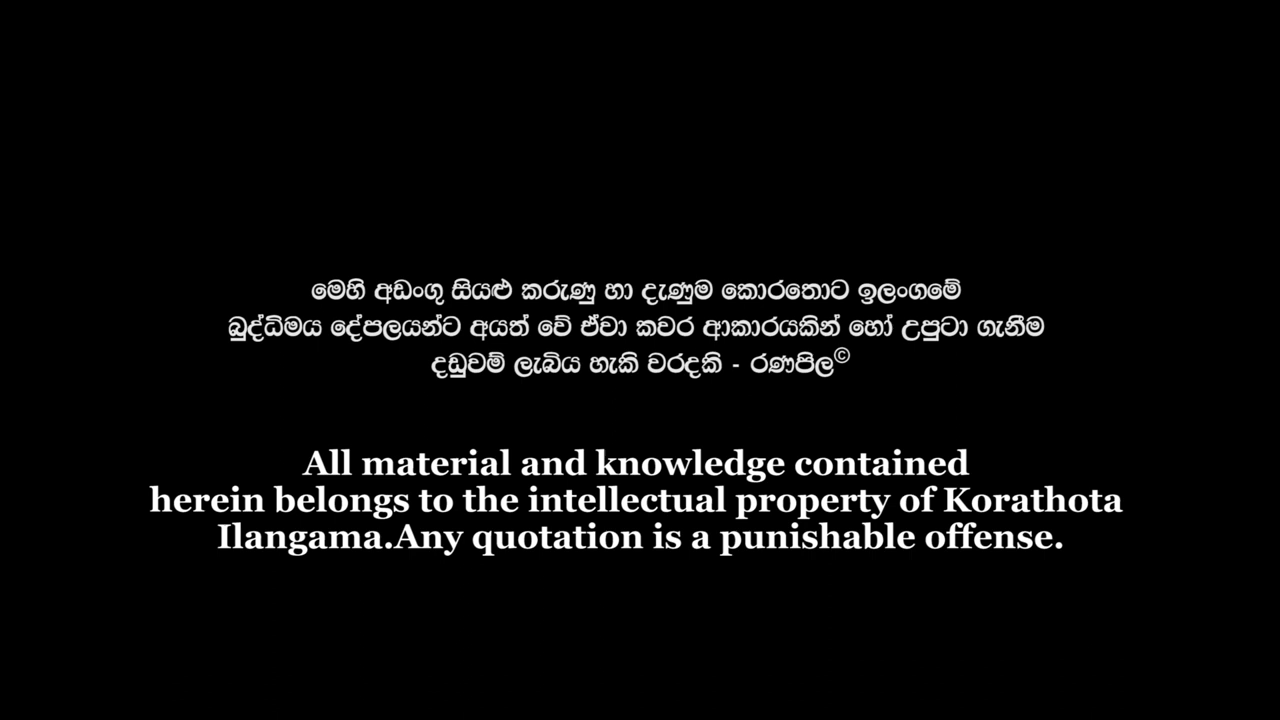 මෙහි අඩංගු සියළු කරුණු හා දැණුම කොරතොට ඉලංගමේ
බුද්ධිමය දේපලයන්ට අයත් වේ ඒවා කවර ආකාරයකින් හෝ උපුටා ගැනීම
දඩුවම් ලැබිය හැකි වරදකි - රණපිල©
All material and knowledge contained
herein belongs to the intellectual property of Korathota
Ilangama.Any quotation is a punishable offense.